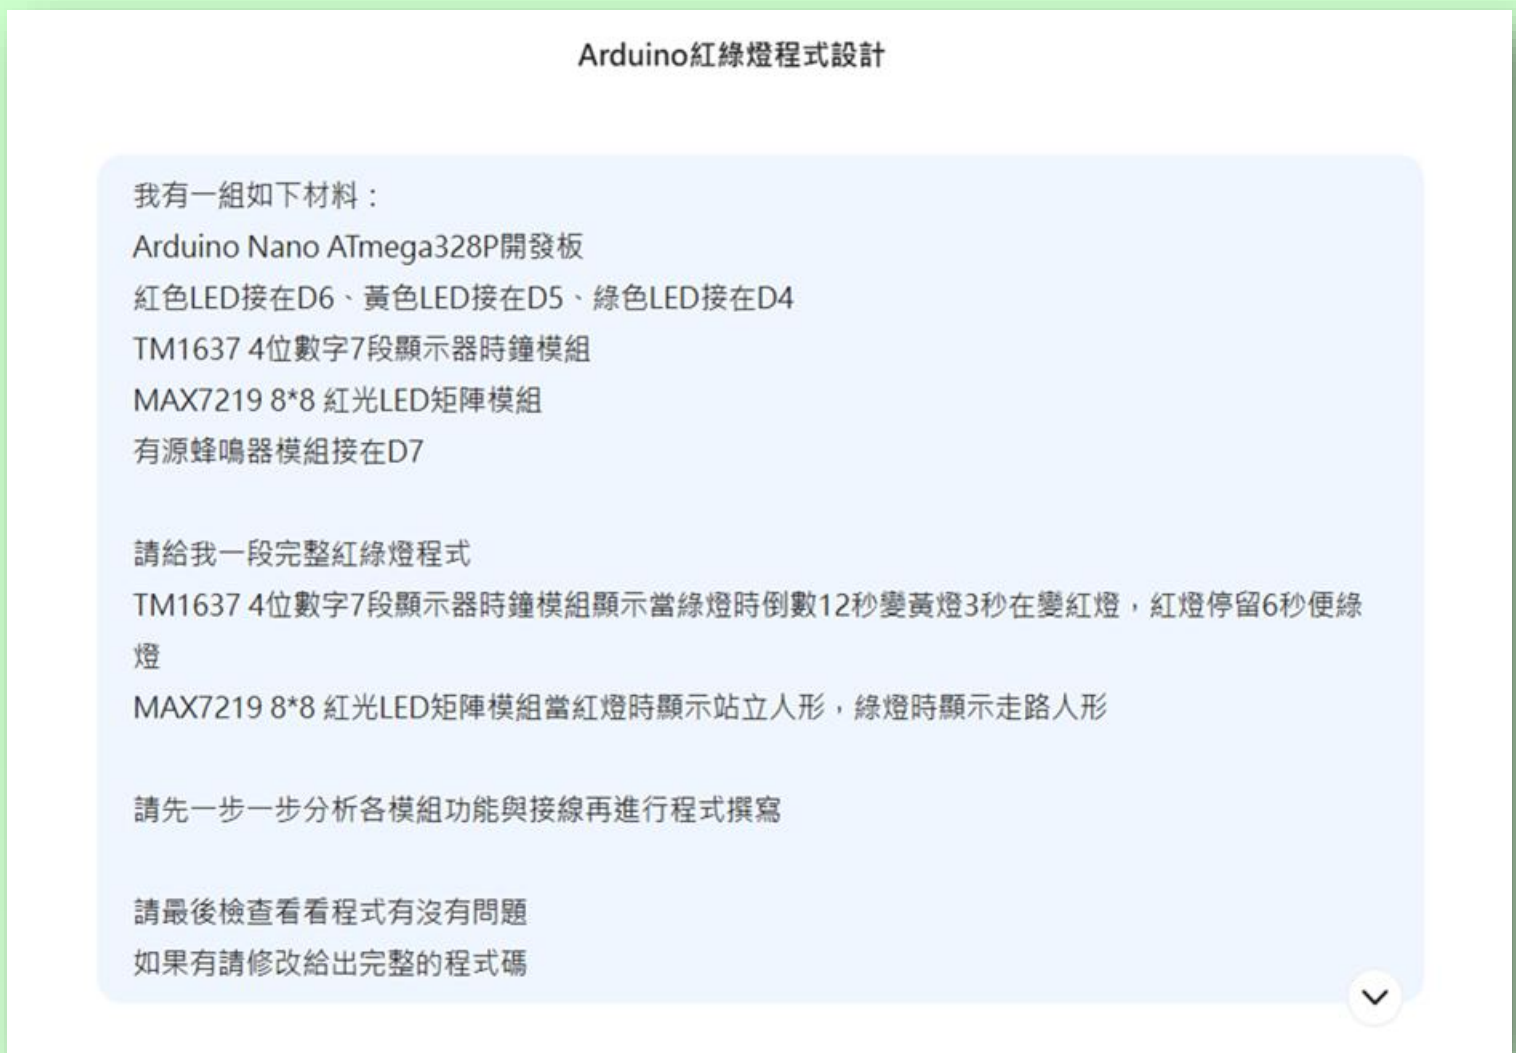 Arduino紅綠燈程式設計
我有一組如下材料：
Arduino Nano ATmega328P開發板
紅色LED接在D6、黃色LED接在D5、綠色LED接在D4
TM1637 4位數字7段顯示器時鐘模組
MAX7219 8*8 紅光LED矩陣模組
有源蜂鳴器模組接在D7
請給我一段完整紅綠燈程式
TM1637 4位數字7段顯示器時鐘模組顯示當綠燈時倒數12秒變黃燈3秒在變紅燈，紅燈停留6秒便綠
燈
MAX7219 8*8 紅光LED矩陣模組當紅燈時顯示站立人形，綠燈時顯示走路人形
請先一步一步分析各模組功能與接線再進行程式撰寫
請最後檢查看看程式有沒有問題
如果有請修改給出完整的程式碼